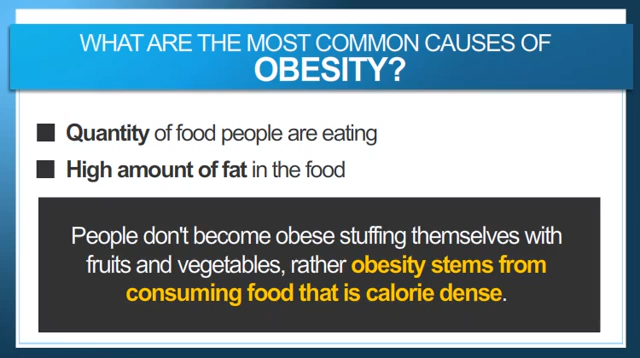 WHAT ARE THE MOST COMMON CAUSES OF
OBESITY?
Quantity of food people are eating
High amount of fat in the food
People don't become obese stuffing themselves with
fruits and vegetables, rather obesity stems from
consuming food that is calorie dense.